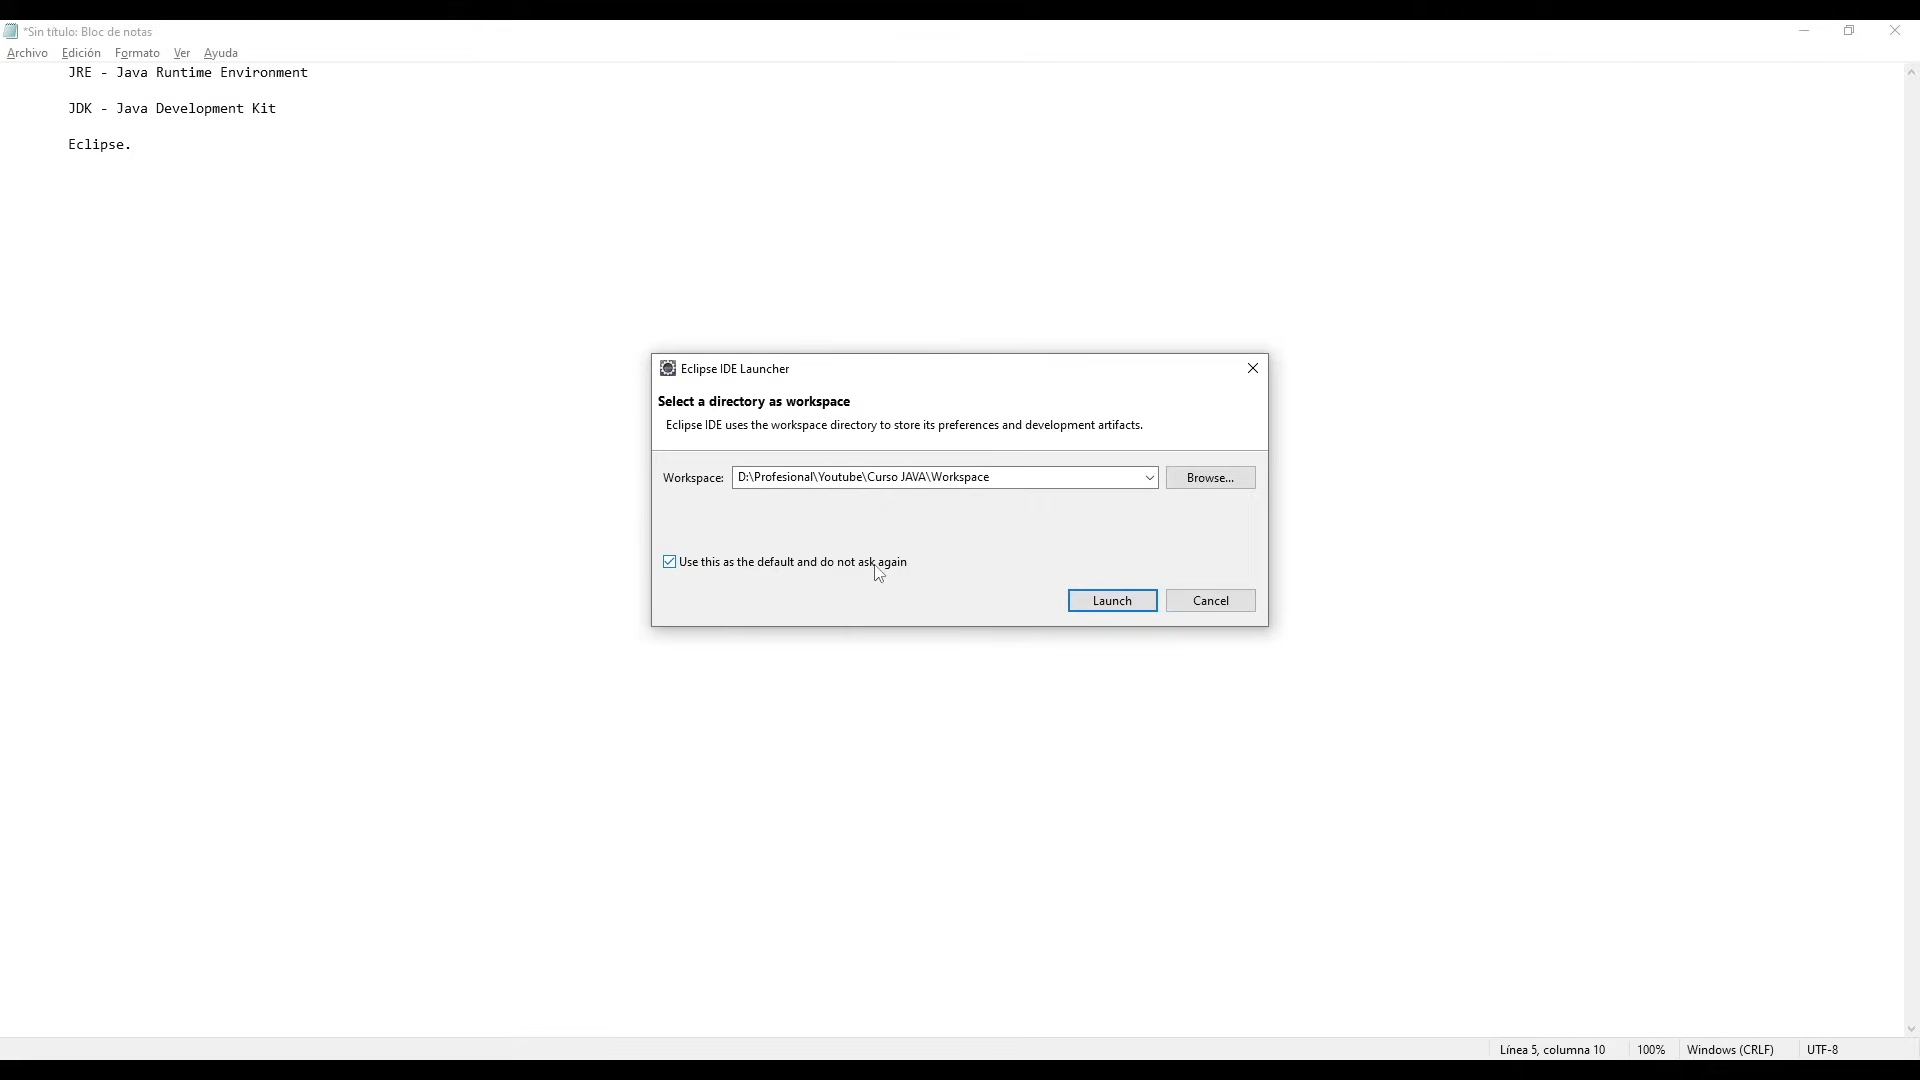 *Sin título: Bloc de notas
Archivo Edición Formato Ver Ayuda
JRE - Java Runtime Environment
JDK - Java Development Kit
Eclipse.
Eclipse IDE Launcher
Select a directory as workspace
Eclipse IDE uses the workspace directory to store its preferences and development artifacts.
Workspace: D:\Profesional\Youtube\Curso JAVA\Workspace Browse...
Use this as the default and do not ask again
Launch Cancel
Línea 5, columna 10 100% Windows (CRLF) UTF-8